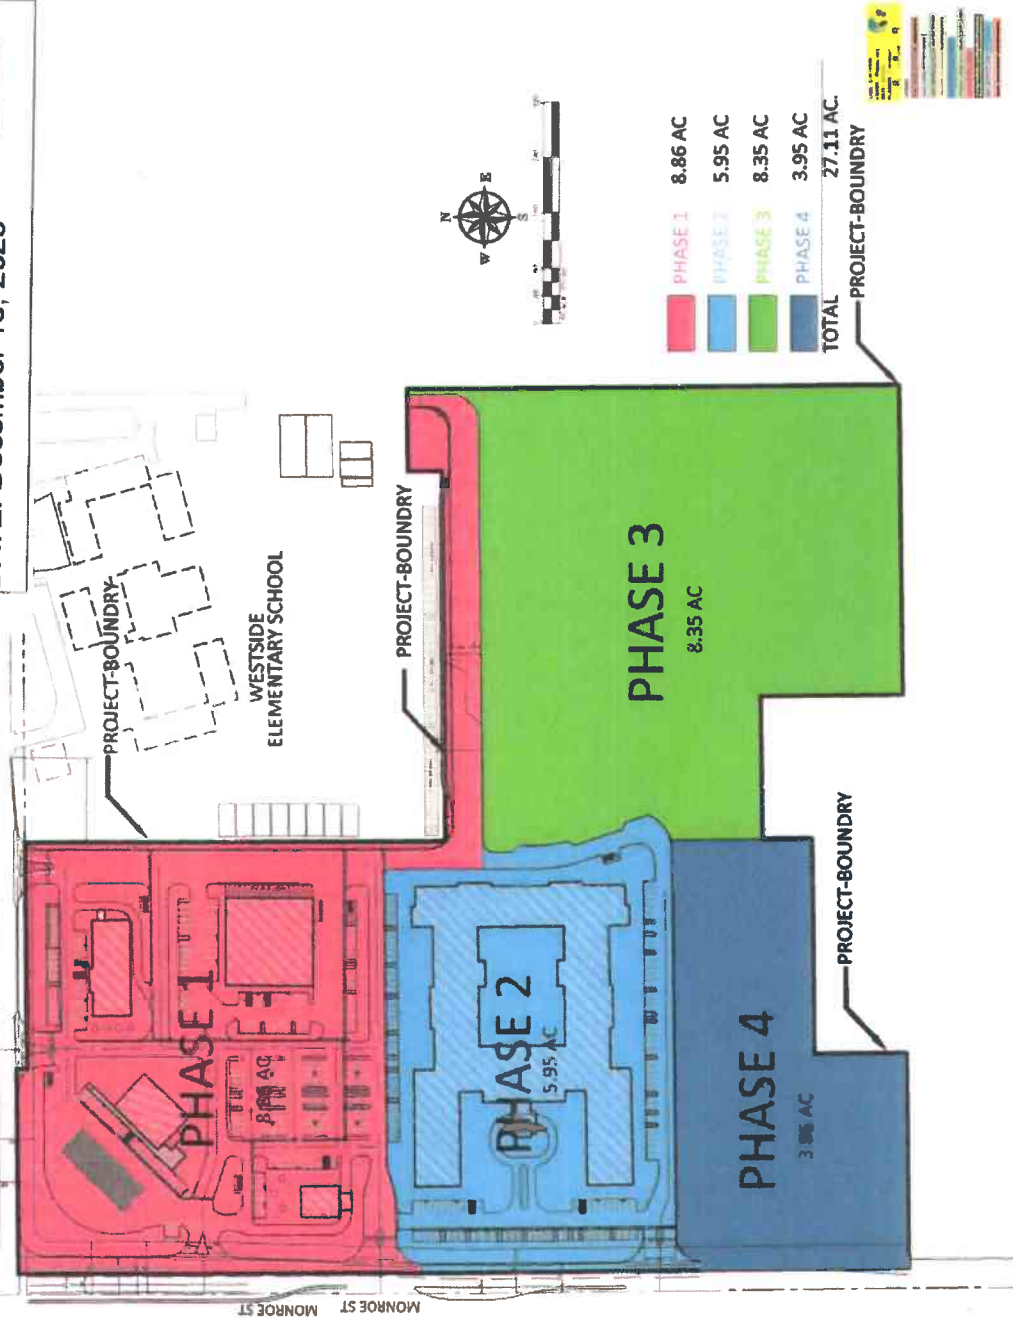 PROJECT-BOUNDRY
WESTSIDE
ELEMENTARY SCHOOL
PROJECT-BOUNDRY
N
W
E
S
PHASE 1 8.86 AC
PHASE 2 5.95 AC
PHASE 3 8.35 AC
PHASE 4 3.95 AC
TOTAL 27.11 AC.
PROJECT-BOUNDRY
PHASE 1
AC
PHASE 2
5.95 AC
PHASE 3
8.35 AC
PHASE 4
AC
PROJECT-BOUNDRY
MONROE ST
MONROE ST